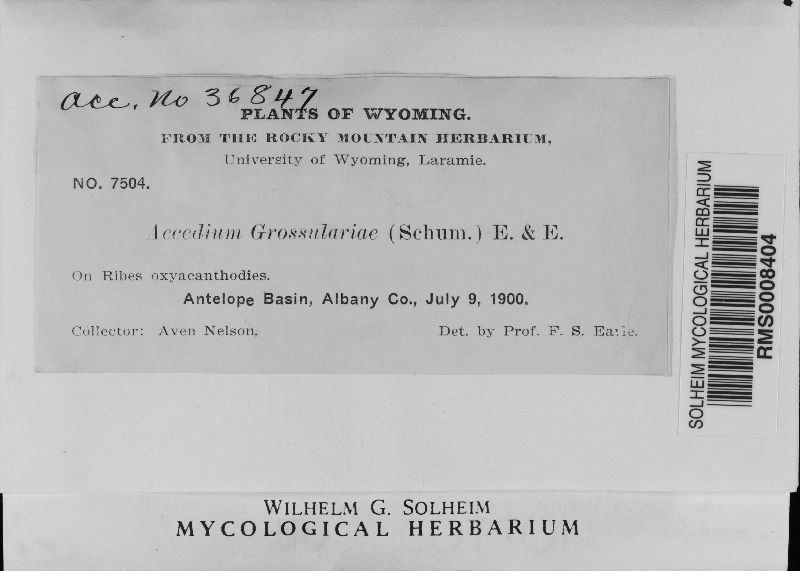 Acc. No 36847
PLANTS OF WYOMING.
FROM THE ROCKY MOUNTAIN HERBARIUM,
University of Wyoming, Laramie.
NO. 7504.
Aecedium Grossulariae (Schum.) E. & E.
On Ribes oxyacanthodies.
Antelope Basin, Albany Co., July 9, 1900.
Collector: Aven Nelson,
Det. by Prof. F. S. Earle.
SOLHEIM MYCOLOGICAL HERBARIUM
RMS0008404
WILHELM G. SOLHEIM
MYCOLOGICAL HERBARIUM